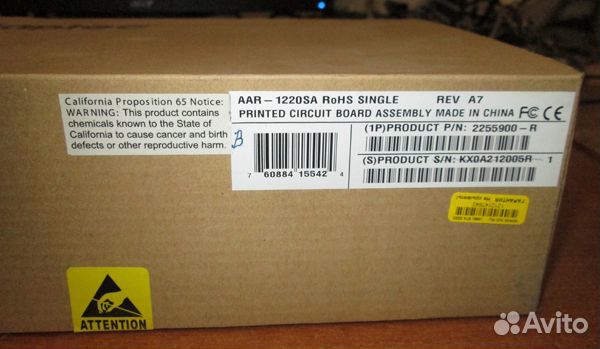 California Proposition 65 Notice:
WARNING: This product contains
chemicals known to the State of
California to cause cancer and birth
defects or other reproductive harm.
AAR-1220SA RoHS SINGLE REV A7
PRINTED CIRCUIT BOARD ASSEMBLY MADE IN CHINA FC CE
(1P)PRODUCT P/N: 2255900-R
(S)PRODUCT S/N: KX0A212005R 1
B
7 60884 15542 4
ATTENTION
Avito